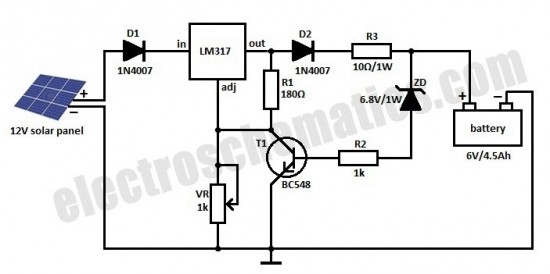 D1
1N4007
in
LM317
out
adj
D2
1N4007
R3
10Ω/1W
R1
180Ω
ZD
6.8V/1W
+
−
12V solar panel
+
−
battery
6V/4.5Ah
T1
BC548
R2
1k
VR
1k
electroschematics.com